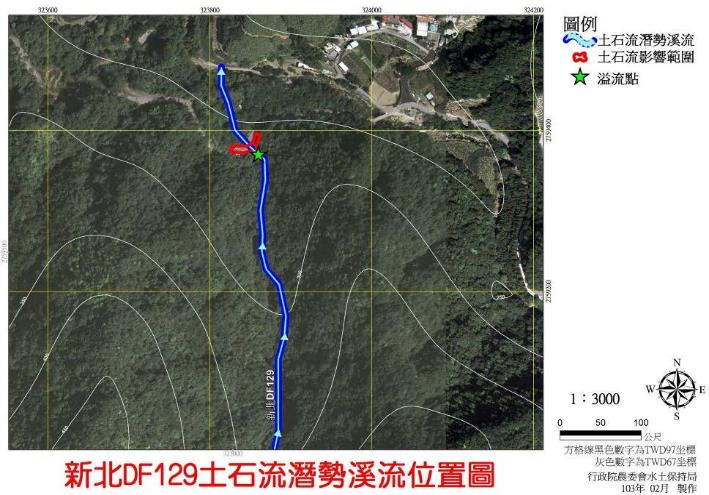 323600
323800
324000
324200
圖例
土石流潛勢溪流
土石流影響範圍
溢流點
2759400
2759200
新北DF129
N
W E
S
1：3000
0 50 100
公尺
方格線黑色數字為TWD97坐標
灰色數字為TWD67坐標
行政院農委會水土保持局
103年 02月 製作
新北DF129土石流潛勢溪流位置圖